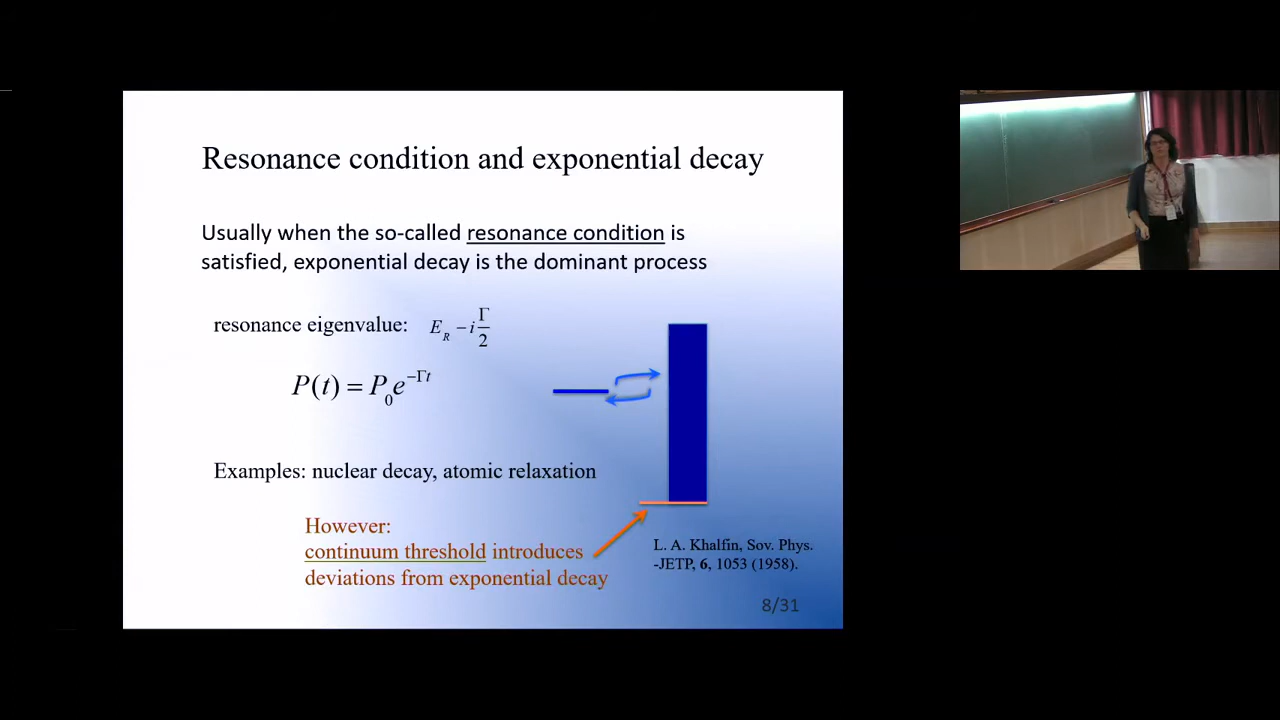 Resonance condition and exponential decay
Usually when the so-called resonance condition is
satisfied, exponential decay is the dominant process
resonance eigenvalue: E_R − i Γ/2
P(t) = P_0 e^{−Γt}
Examples: nuclear decay, atomic relaxation
However:
continuum threshold introduces
deviations from exponential decay
L. A. Khalfin, Sov. Phys.
-JETP, 6, 1053 (1958).
8/31